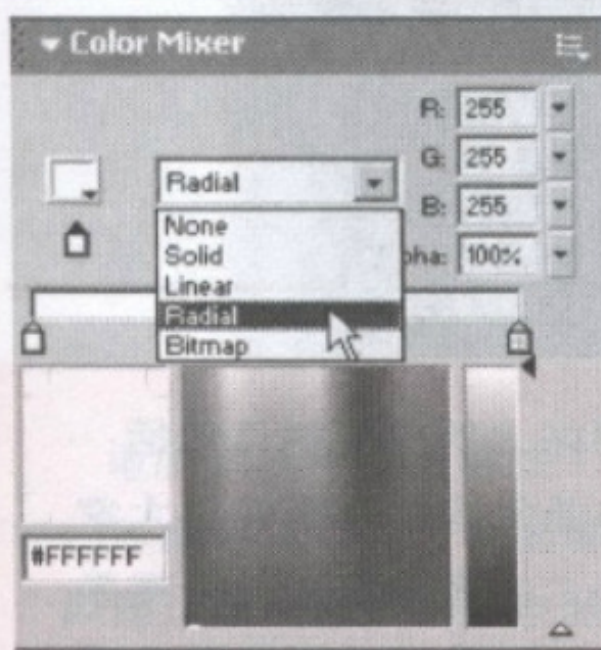 Color Mixer
R: 255
G: 255
Radial
B: 255
None
Solid
pha: 100%
Linear
Radial
Bitmap
#FFFFFF